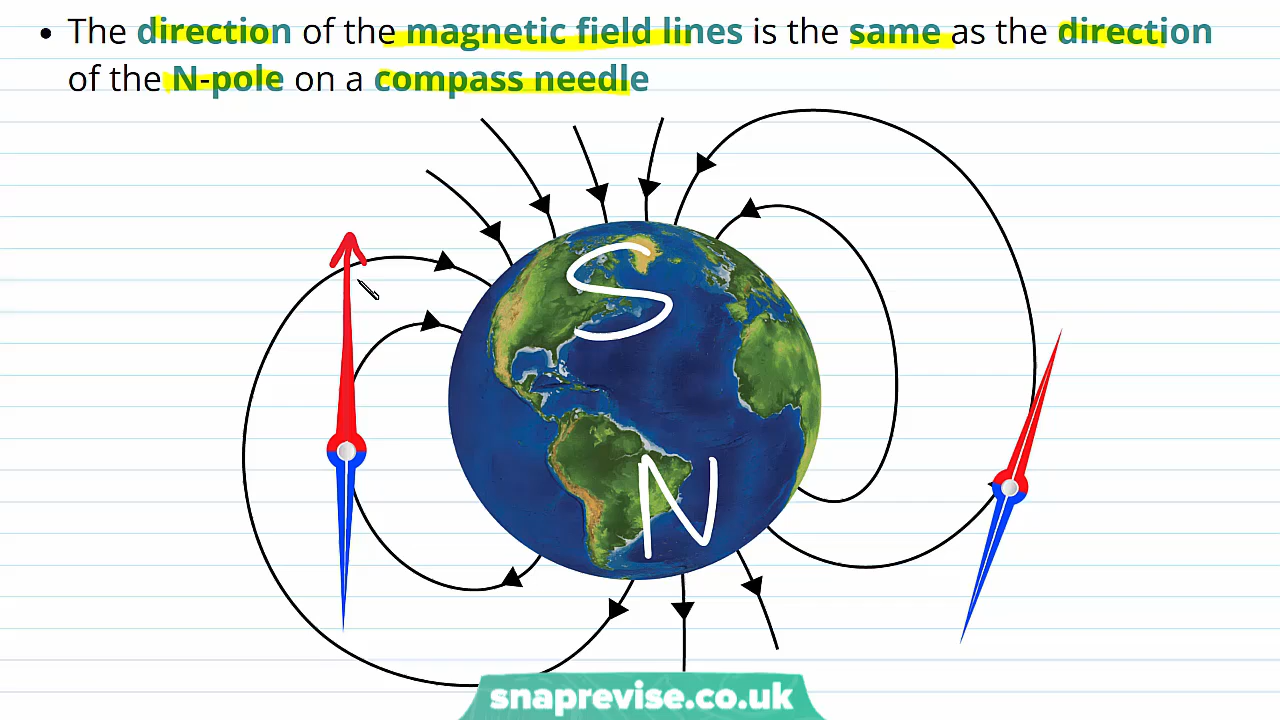 • The direction of the magnetic field lines is the same as the direction
of the N-pole on a compass needle
S
N
snaprevise.co.uk